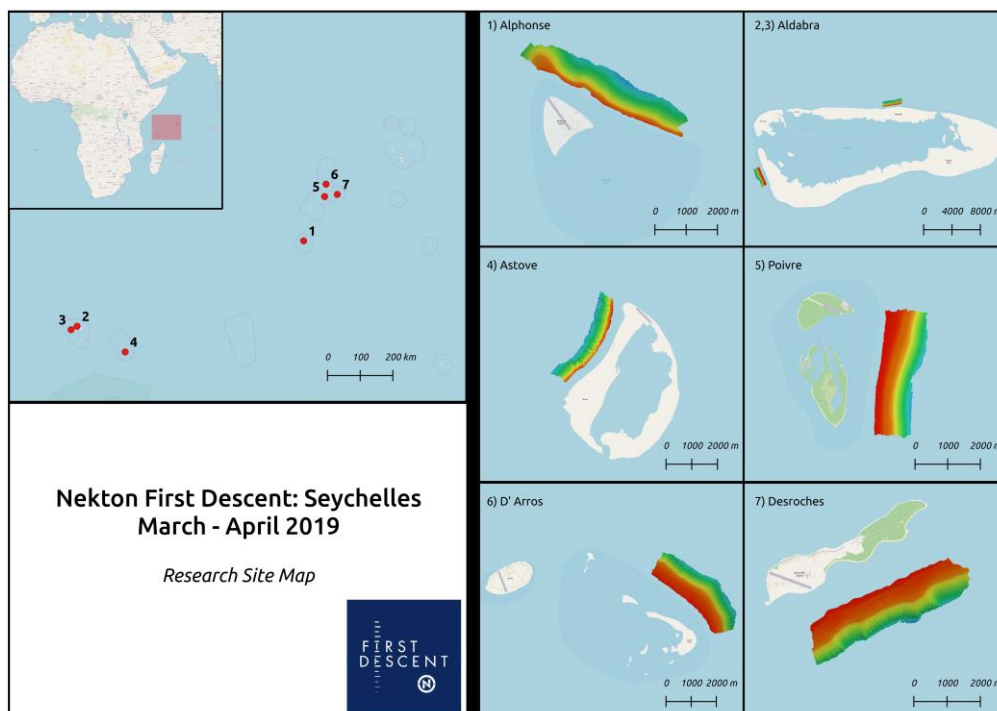 6
5
7
1
2
3
4
0 100 200 km
Nekton First Descent: Seychelles
March - April 2019
Research Site Map
FIRST
DESCENT
N
1) Alphonse
0 1000 2000 m
2,3) Aldabra
0 4000 8000 m
4) Astove
0 1000 2000 m
5) Poivre
0 1000 2000 m
6) D' Arros
0 1000 2000 m
7) Desroches
0 1000 2000 m